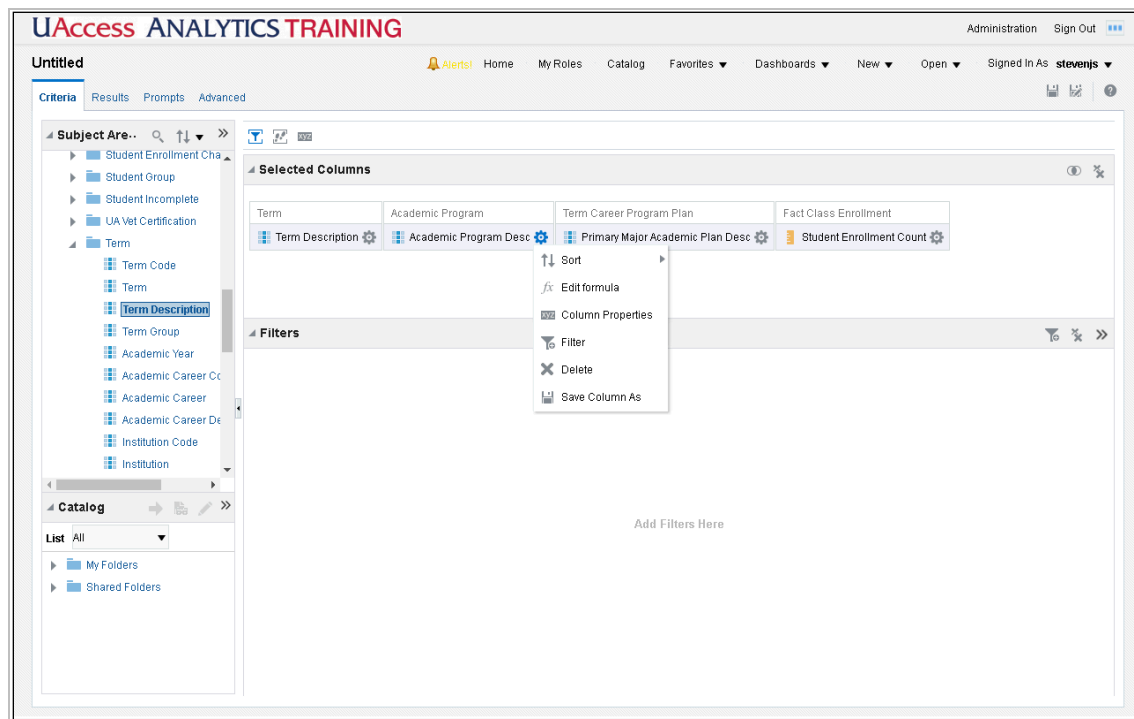 UAccess ANALYTICS TRAINING
Administration Sign Out
Untitled
Alerts! Home My Roles Catalog Favorites Dashboards New Open Signed In As stevenjs
Criteria Results Prompts Advanced
Subject Are..
Student Enrollment Cha
Student Group
Student Incomplete
UA Vet Certification
Term
Term Code
Term
Term Description
Term Group
Academic Year
Academic Career Cc
Academic Career
Academic Career De
Institution Code
Institution
Catalog
List All
My Folders
Shared Folders
xyz
Selected Columns
Term Academic Program Term Career Program Plan Fact Class Enrollment
Term Description Academic Program Desc Primary Major Academic Plan Desc Student Enrollment Count
Sort
fx Edit formula
xyz Column Properties
Filter
Delete
Save Column As
Filters
Add Filters Here